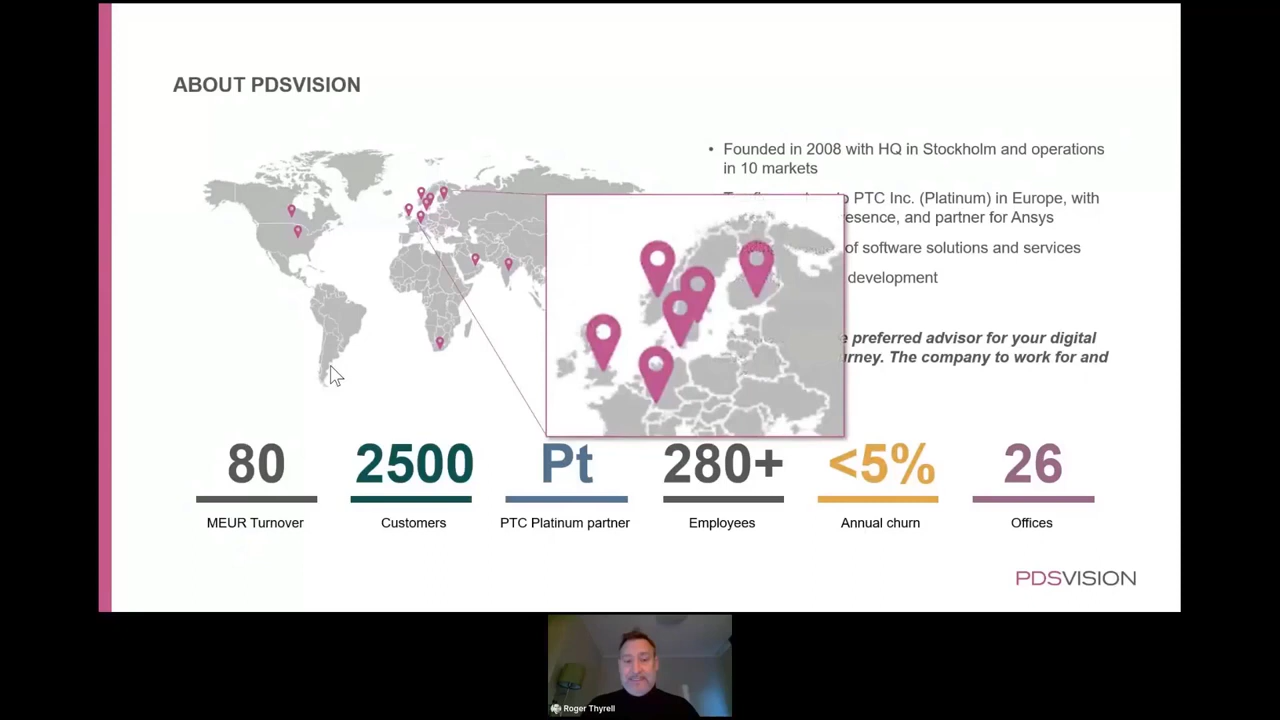 ABOUT PDSVISION
• Founded in 2008 with HQ in Stockholm and operations
in 10 markets
PTC Inc. (Platinum) in Europe, with
and partner for Ansys
of software solutions and services
development
preferred advisor for your digital
The company to work for and
80
MEUR Turnover
2500
Customers
Pt
PTC Platinum partner
280+
Employees
<5%
Annual churn
26
Offices
PDSVISION
Roger Thyrell